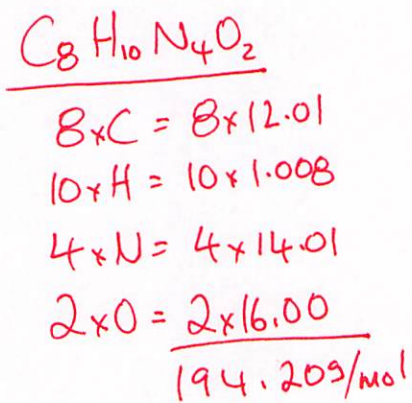 C₈H₁₀N₄O₂
8×C = 8×12.01
10×H = 10×1.008
4×N = 4×14.01
2×O = 2×16.00
194.20g/mol